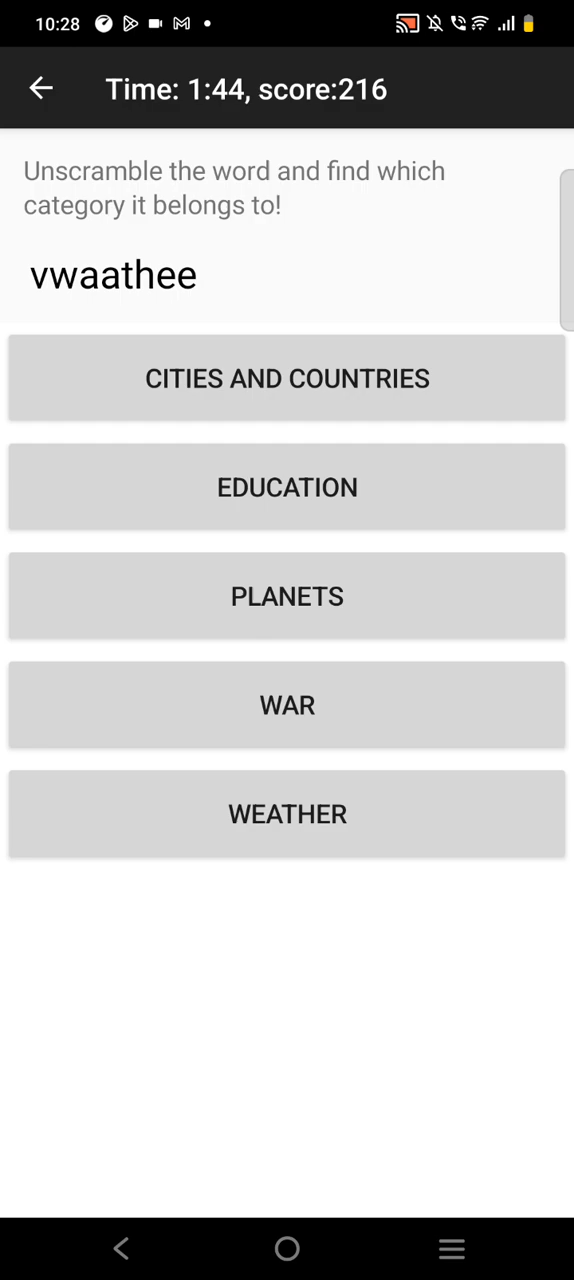 10:28
Time: 1:44, score:216
Unscramble the word and find which
category it belongs to!
vwaathee
CITIES AND COUNTRIES
EDUCATION
PLANETS
WAR
WEATHER